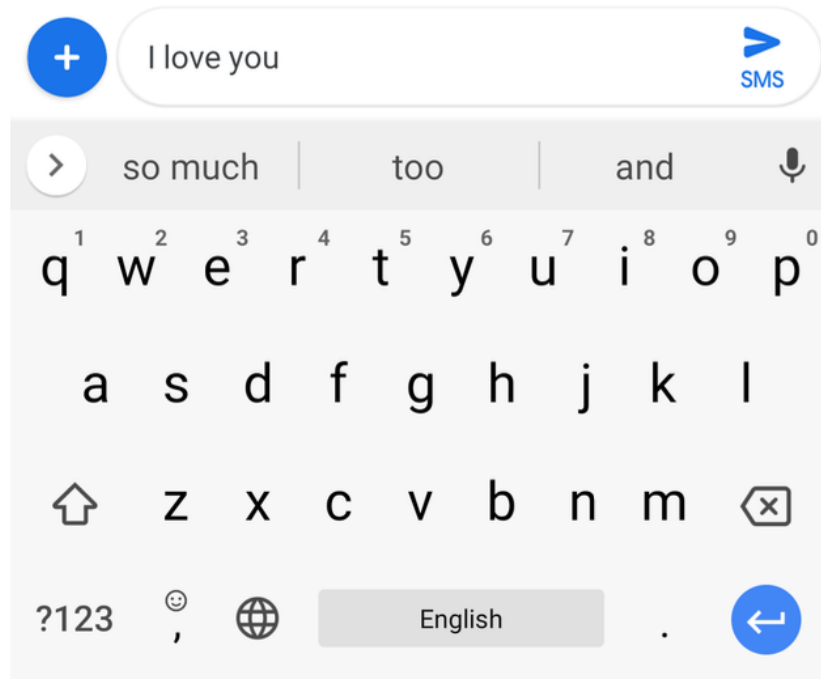 I love you
SMS
so much too and
1 2 3 4 5 6 7 8 9 0
q w e r t y u i o p
a s d f g h j k l
z x c v b n m
?123 , English .